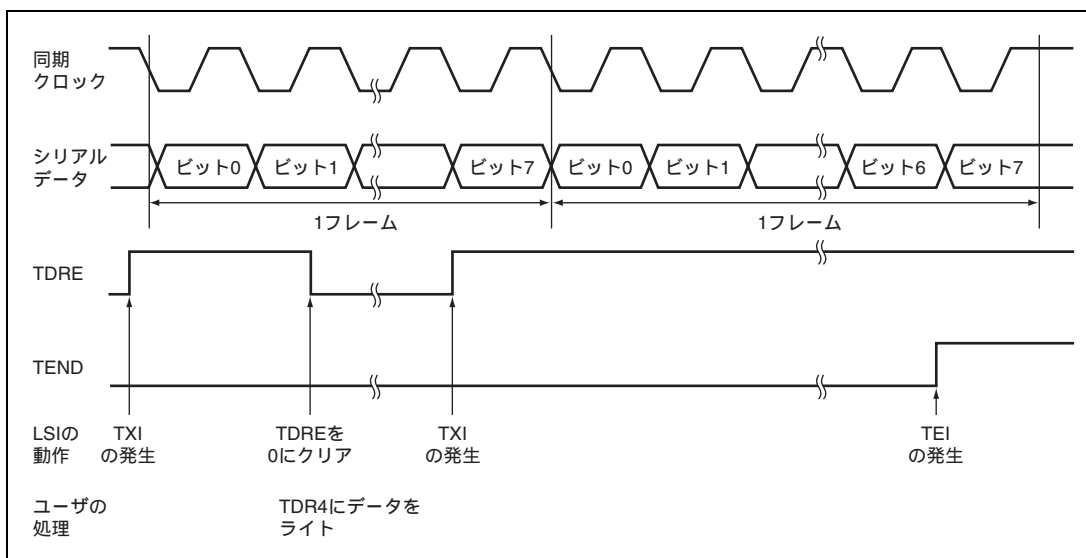 同期
クロック
シリアル
データ
ビット0 ビット1 ビット7 ビット0 ビット1 ビット6 ビット7
1フレーム 1フレーム
TDRE
TEND
LSIの
動作
TXI
の発生
TDREを
0にクリア
TXI
の発生
TEI
の発生
ユーザの
処理
TDR4にデータを
ライト